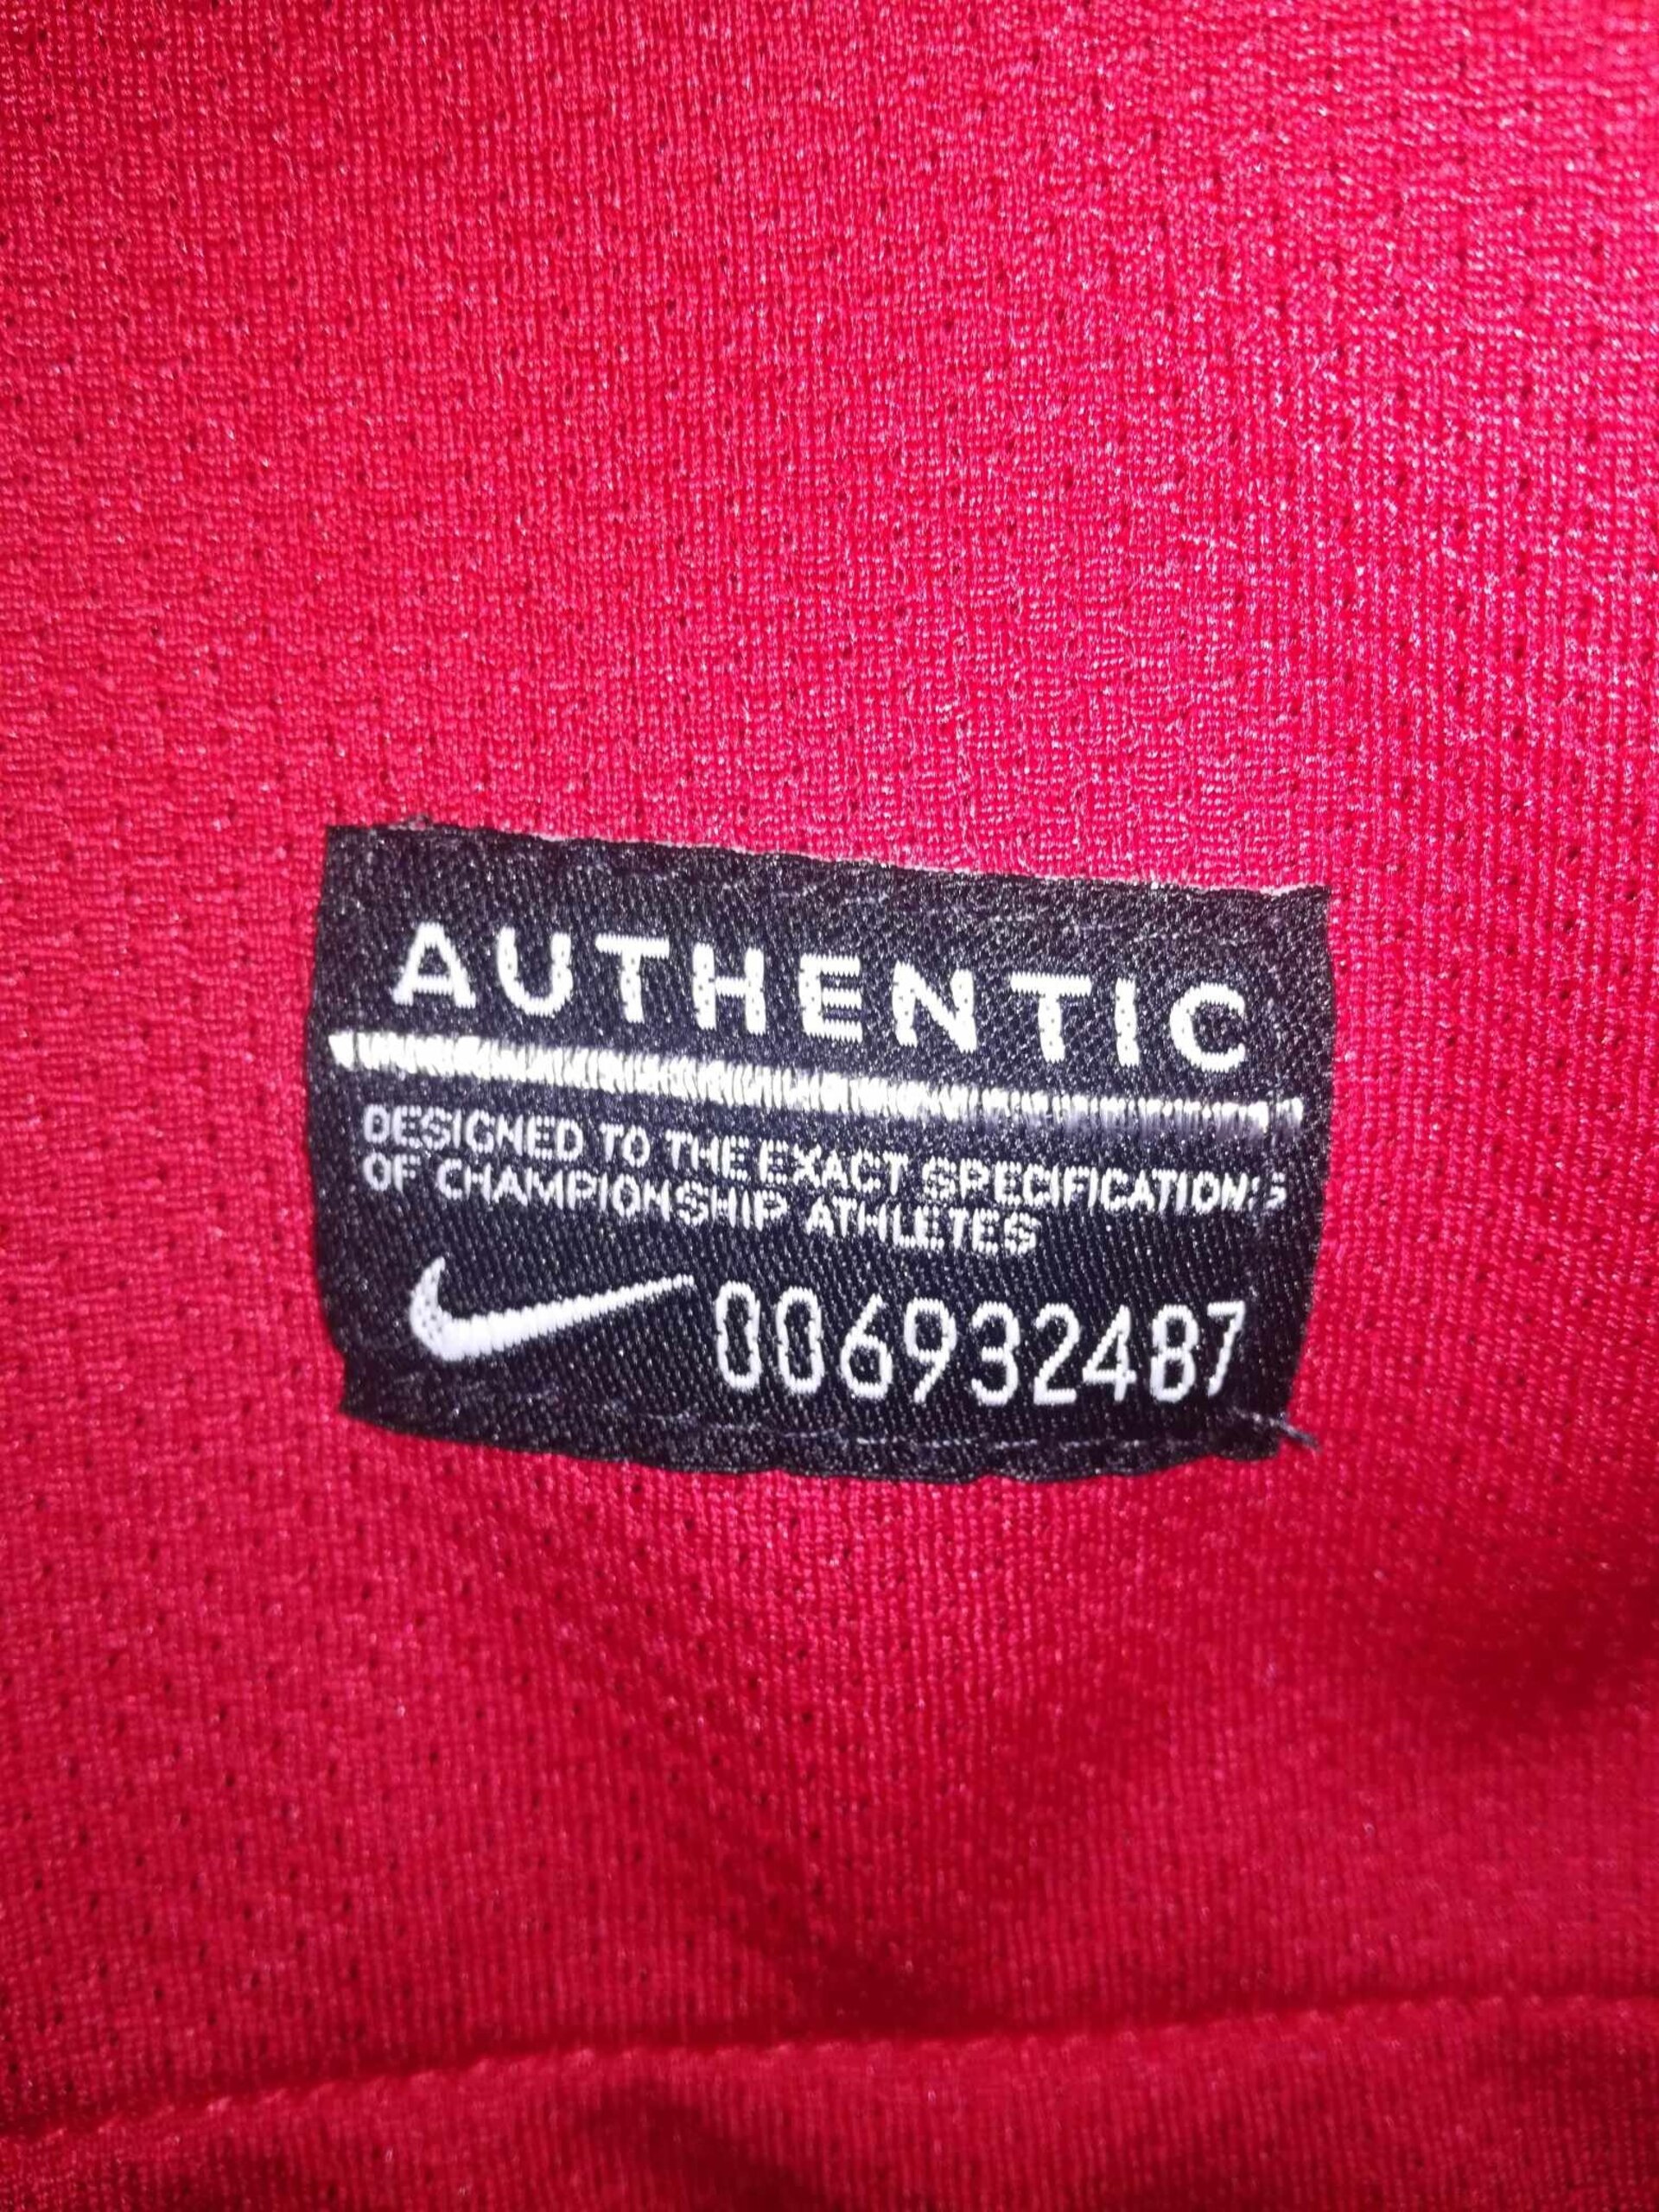 AUTHENTIC
DESIGNED TO THE EXACT SPECIFICATIONS
OF CHAMPIONSHIP ATHLETES
006932487